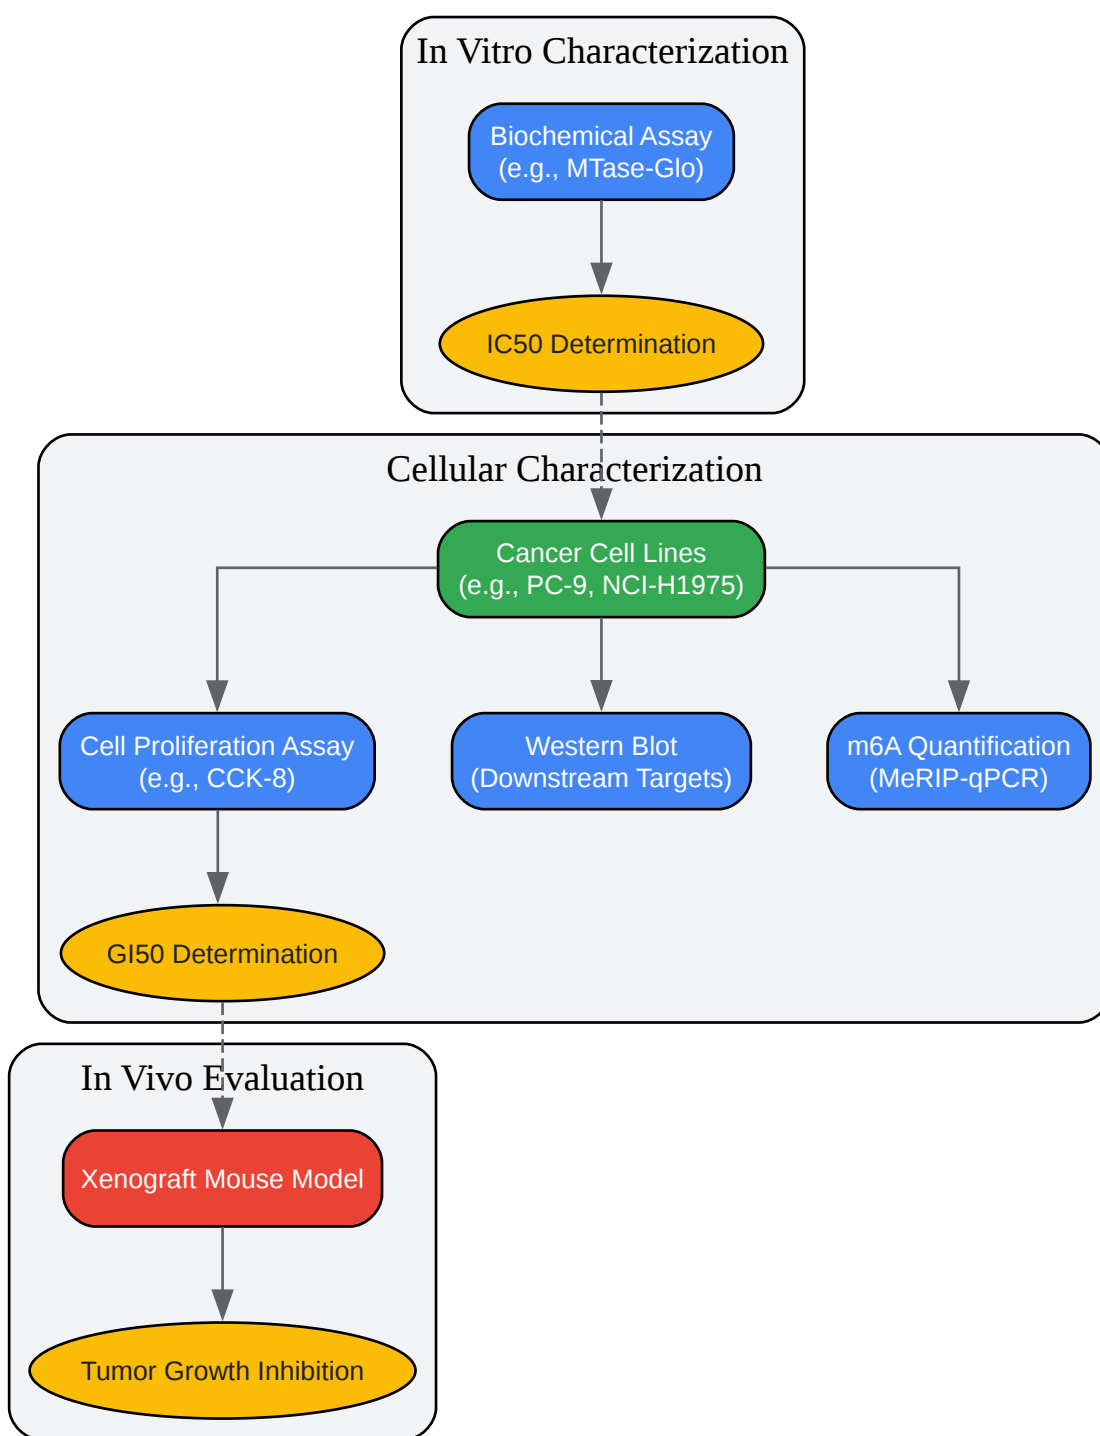 In Vitro Characterization
Biochemical Assay
(e.g., MTase-Glo)
IC50 Determination
Cellular Characterization
Cancer Cell Lines
(e.g., PC-9, NCI-H1975)
Cell Proliferation Assay
(e.g., CCK-8)
Western Blot
(Downstream Targets)
m6A Quantification
(MeRIP-qPCR)
GI50 Determination
In Vivo Evaluation
Xenograft Mouse Model
Tumor Growth Inhibition